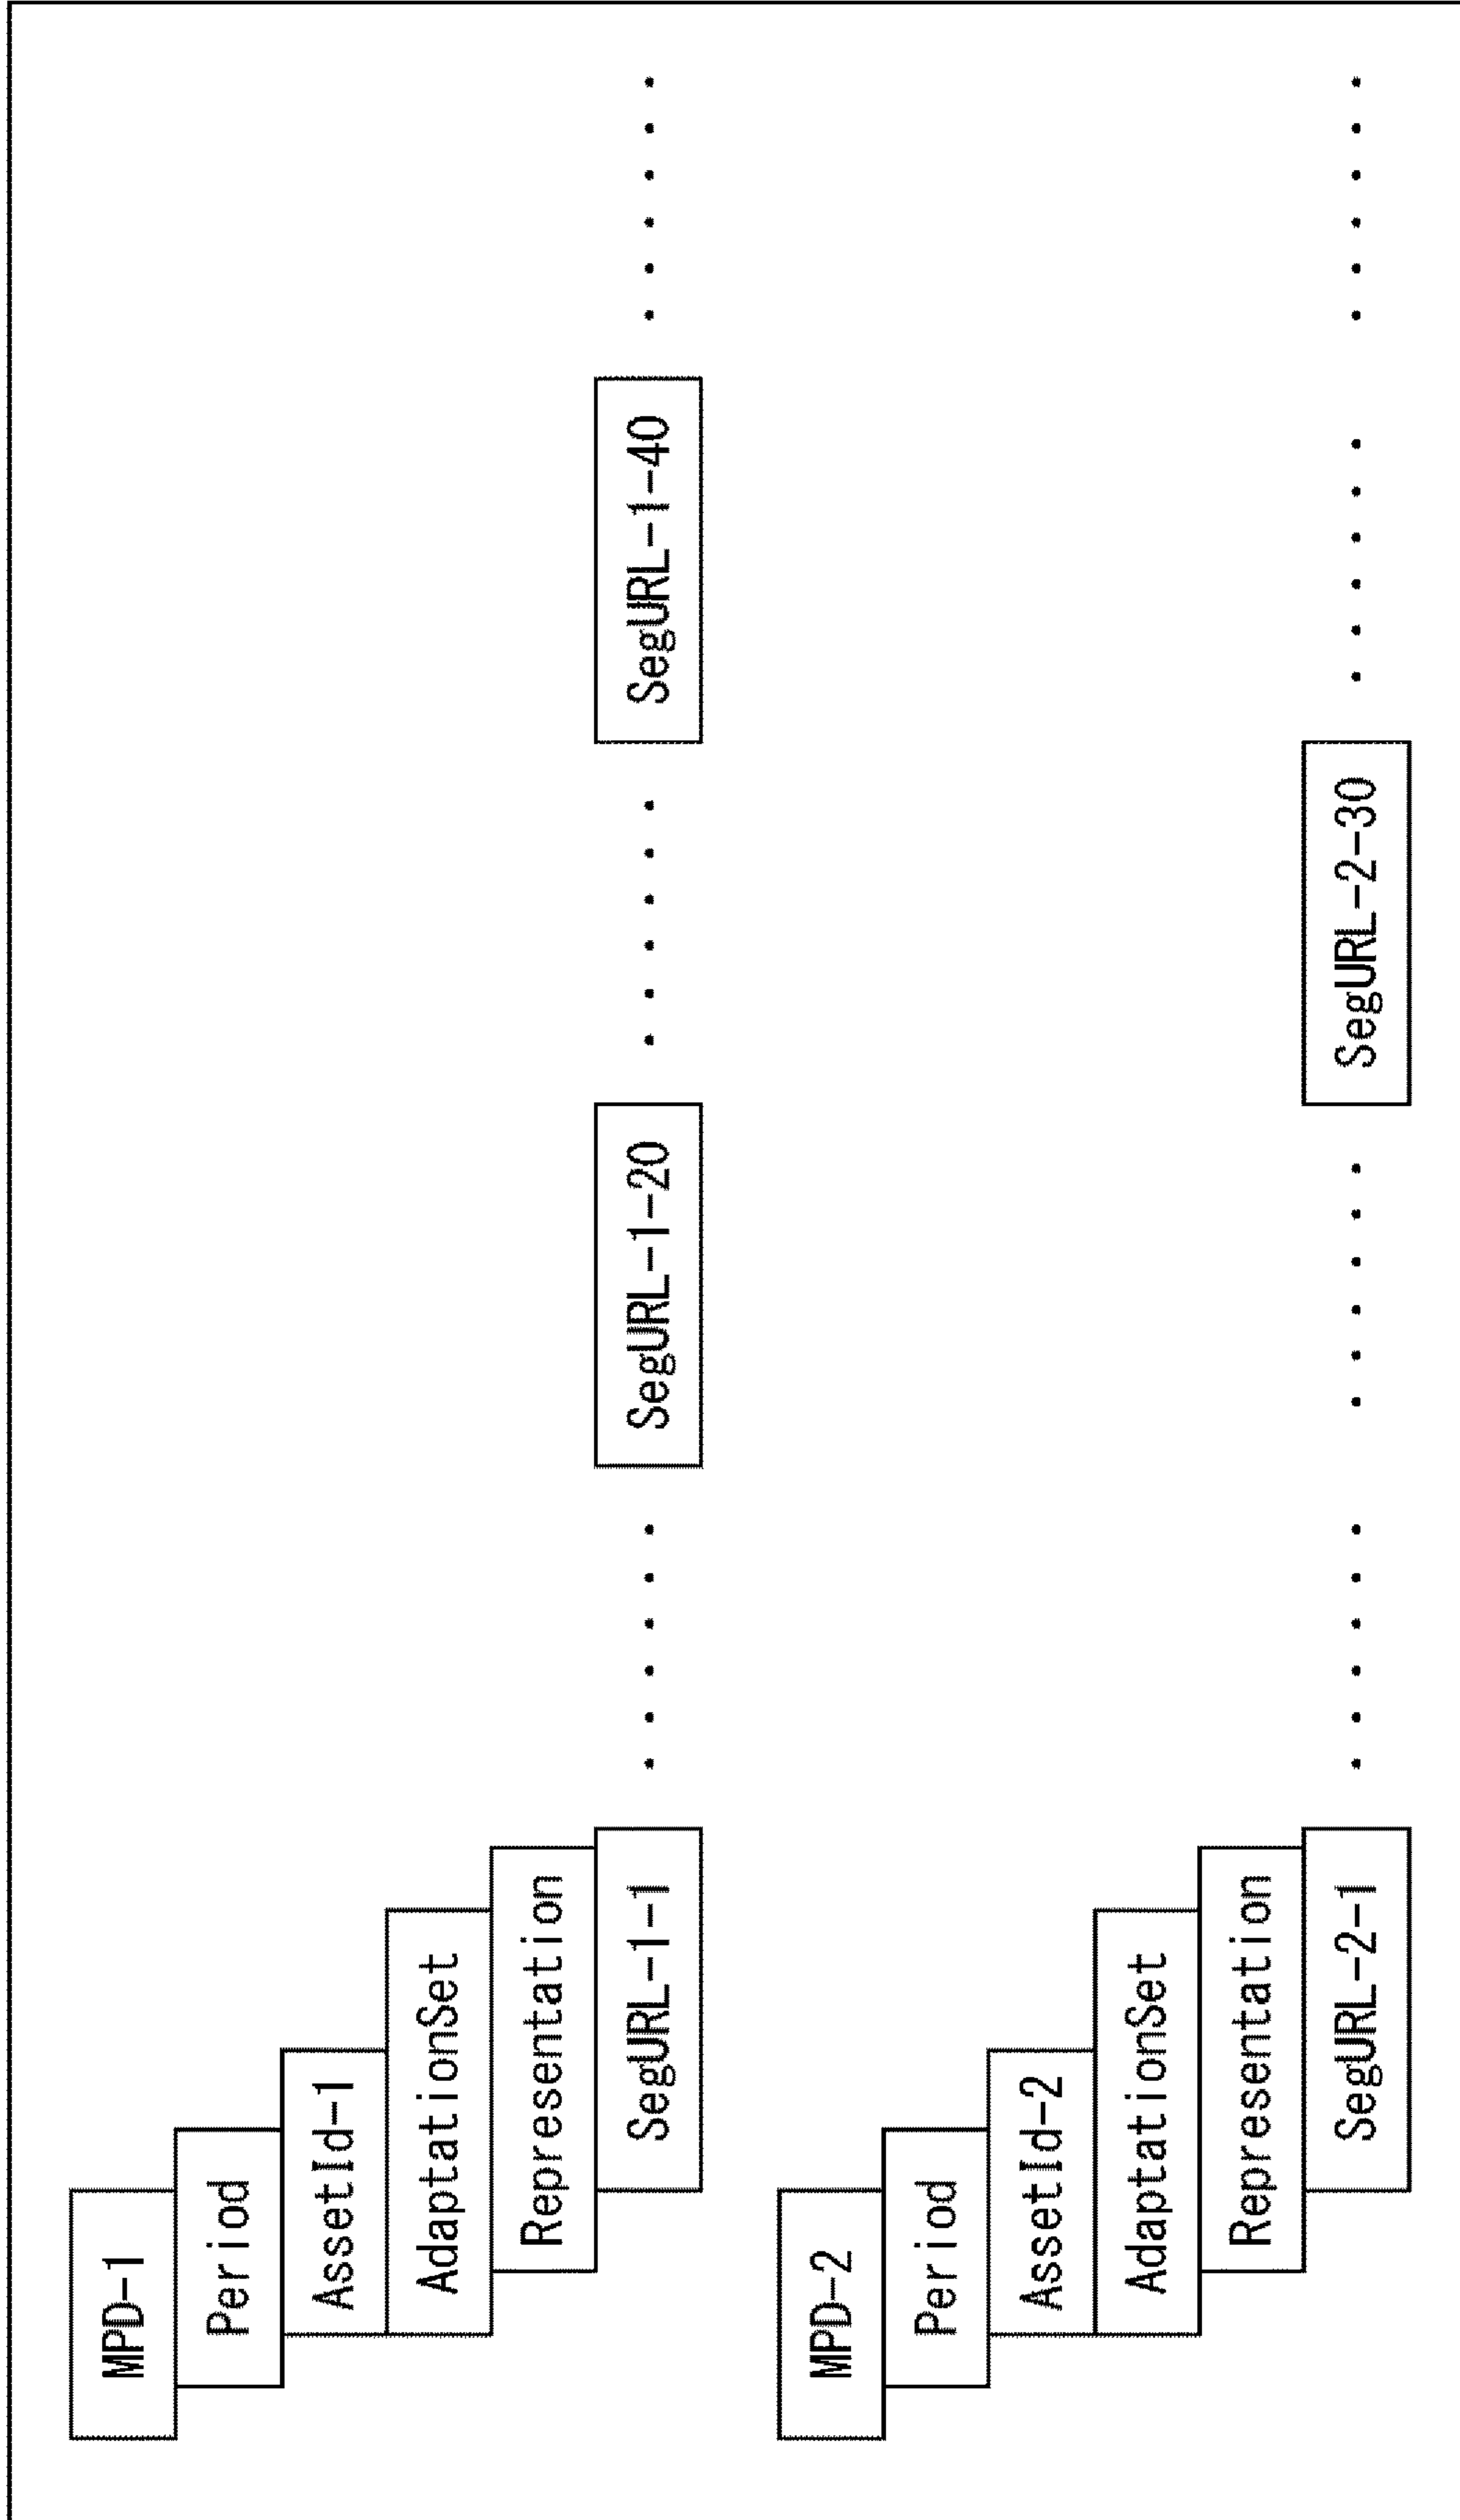 MPD-1
Period
AssetId-1
AdaptationSet
Representation
SegURL-1-1 ...... SegURL-1-20 ...... SegURL-1-40 ......
MPD-2
Period
AssetId-2
AdaptationSet
Representation
SegURL-2-1 ...... SegURL-2-30 ......